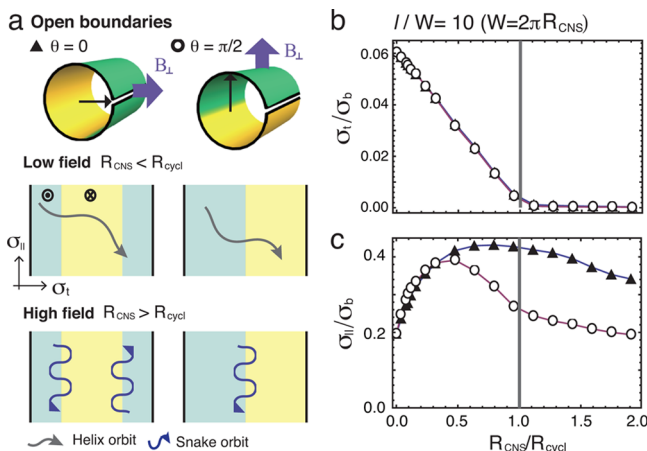 a Open boundaries
▲ θ = 0
⊙ θ = π/2
B⊥
B⊥
Low field R_CNS < R_cycl
σ_ll
σ_t
High field R_CNS > R_cycl
Helix orbit
Snake orbit
b l / W= 10 (W=2πR_CNS)
σ_t/σ_b
0.06
0.04
0.02
0.00
c
σ_ll/σ_b
0.4
0.2
0.0
0.0 0.5 1.0 1.5 2.0
R_CNS/R_cycl